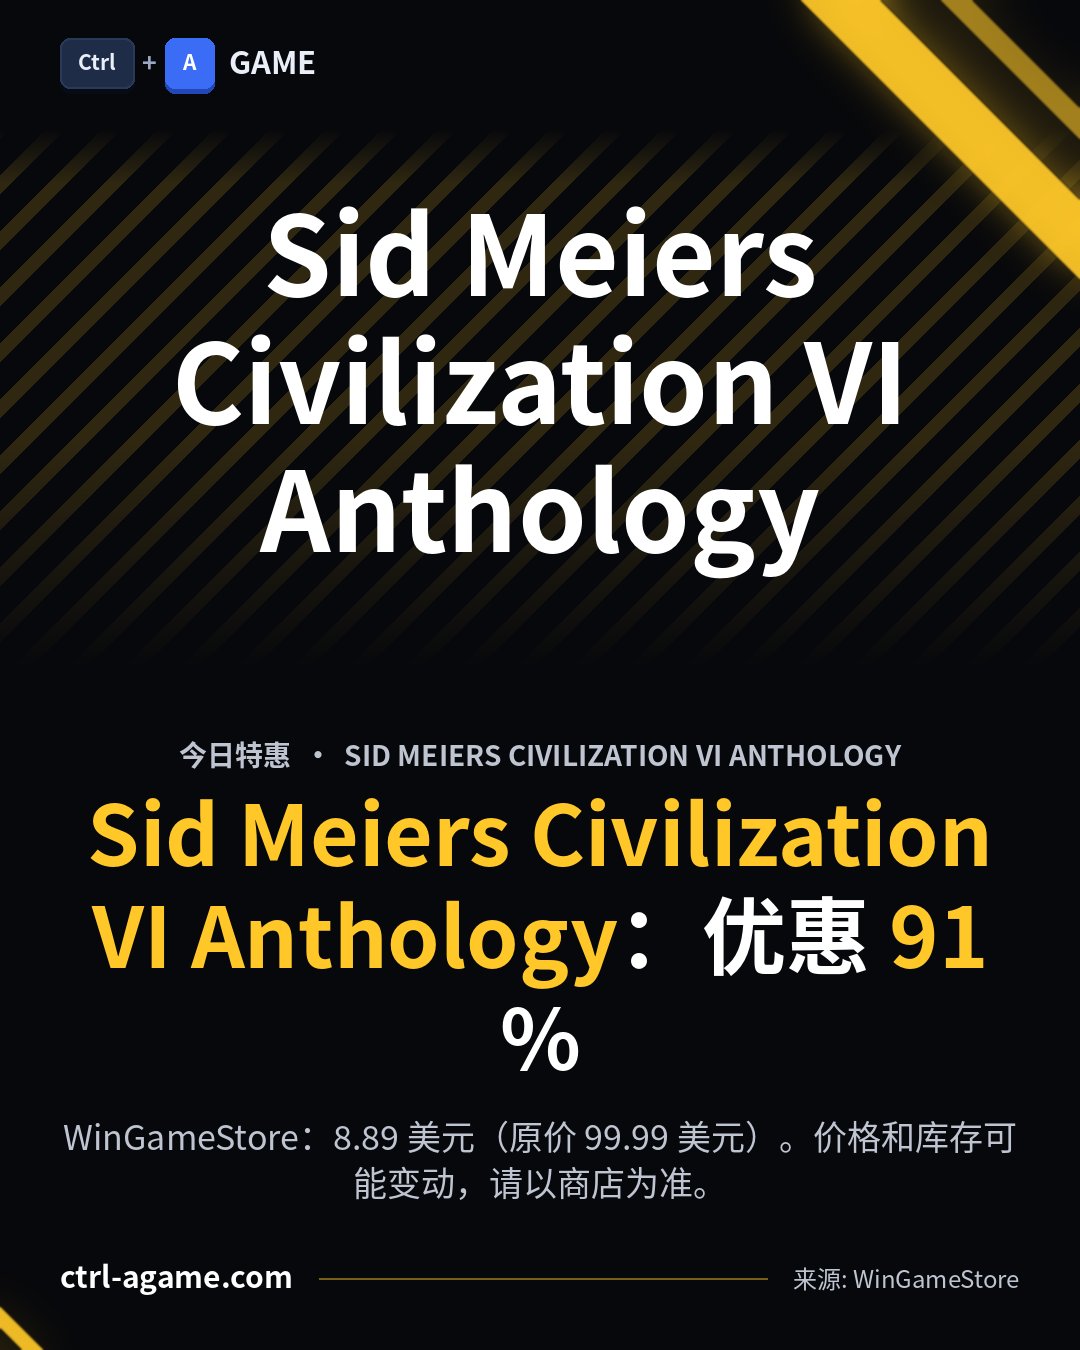 Ctrl + A GAME
Sid Meiers
Civilization VI
Anthology
今日特惠 • SID MEIERS CIVILIZATION VI ANTHOLOGY
Sid Meiers Civilization
VI Anthology：优惠 91
%
WinGameStore：8.89 美元（原价 99.99 美元）。价格和库存可
能变动，请以商店为准。
ctrl-agame.com
来源: WinGameStore